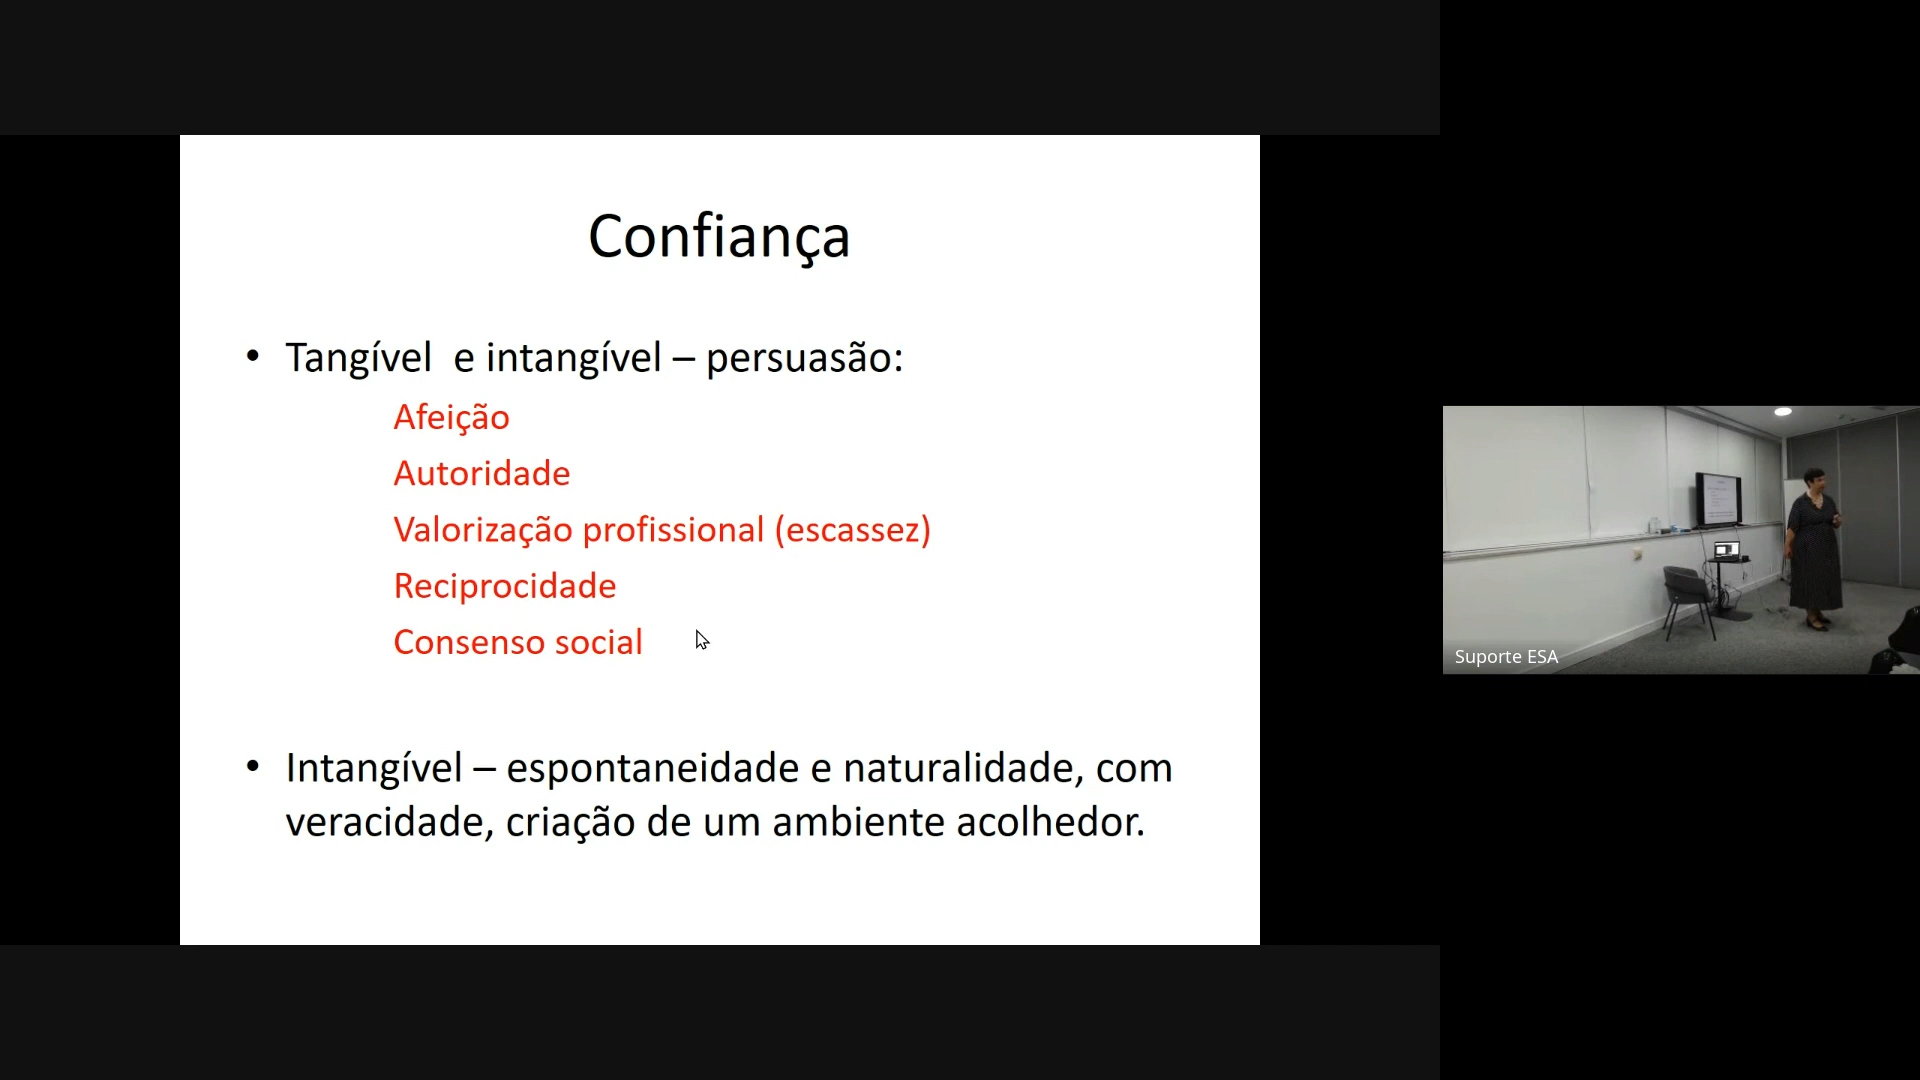 Confiança
• Tangível  e intangível – persuasão:
Afeição
Autoridade
Valorização profissional (escassez)
Reciprocidade
Consenso social
• Intangível – espontaneidade e naturalidade, com
veracidade, criação de um ambiente acolhedor.
Suporte ESA